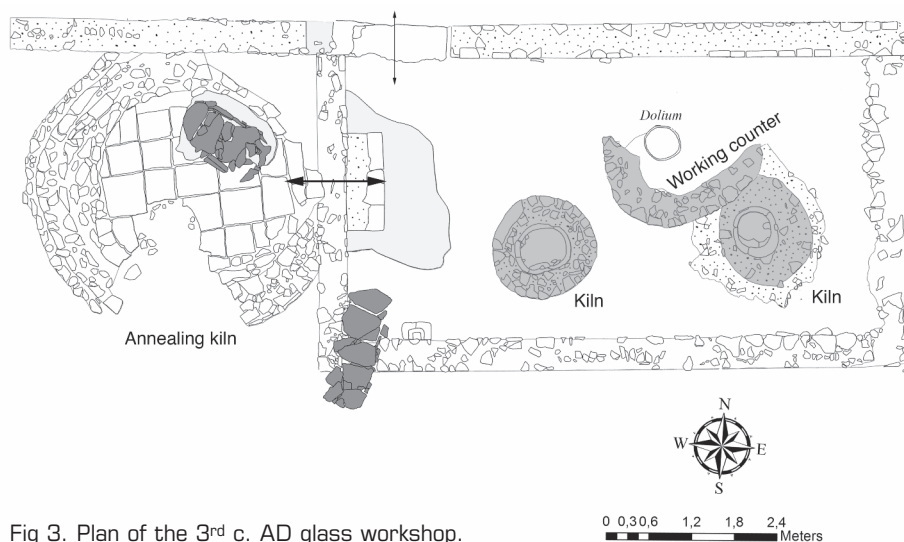 Dolium
Working counter
Kiln
Kiln
Annealing kiln
N
W E
S
0 0,3 0,6 1,2 1,8 2,4
Meters
Fig 3. Plan of the 3rd c. AD glass workshop.